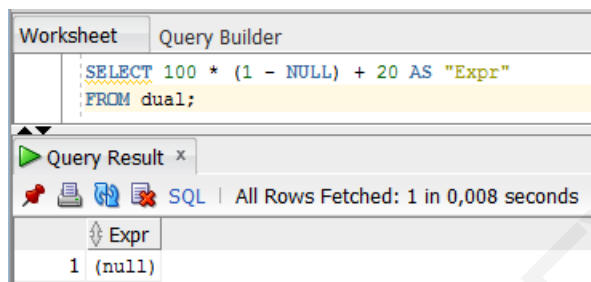 Worksheet Query Builder
SELECT 100 * (1 - NULL) + 20 AS "Expr"
FROM dual;
Query Result x
SQL | All Rows Fetched: 1 in 0,008 seconds
Expr
1 (null)